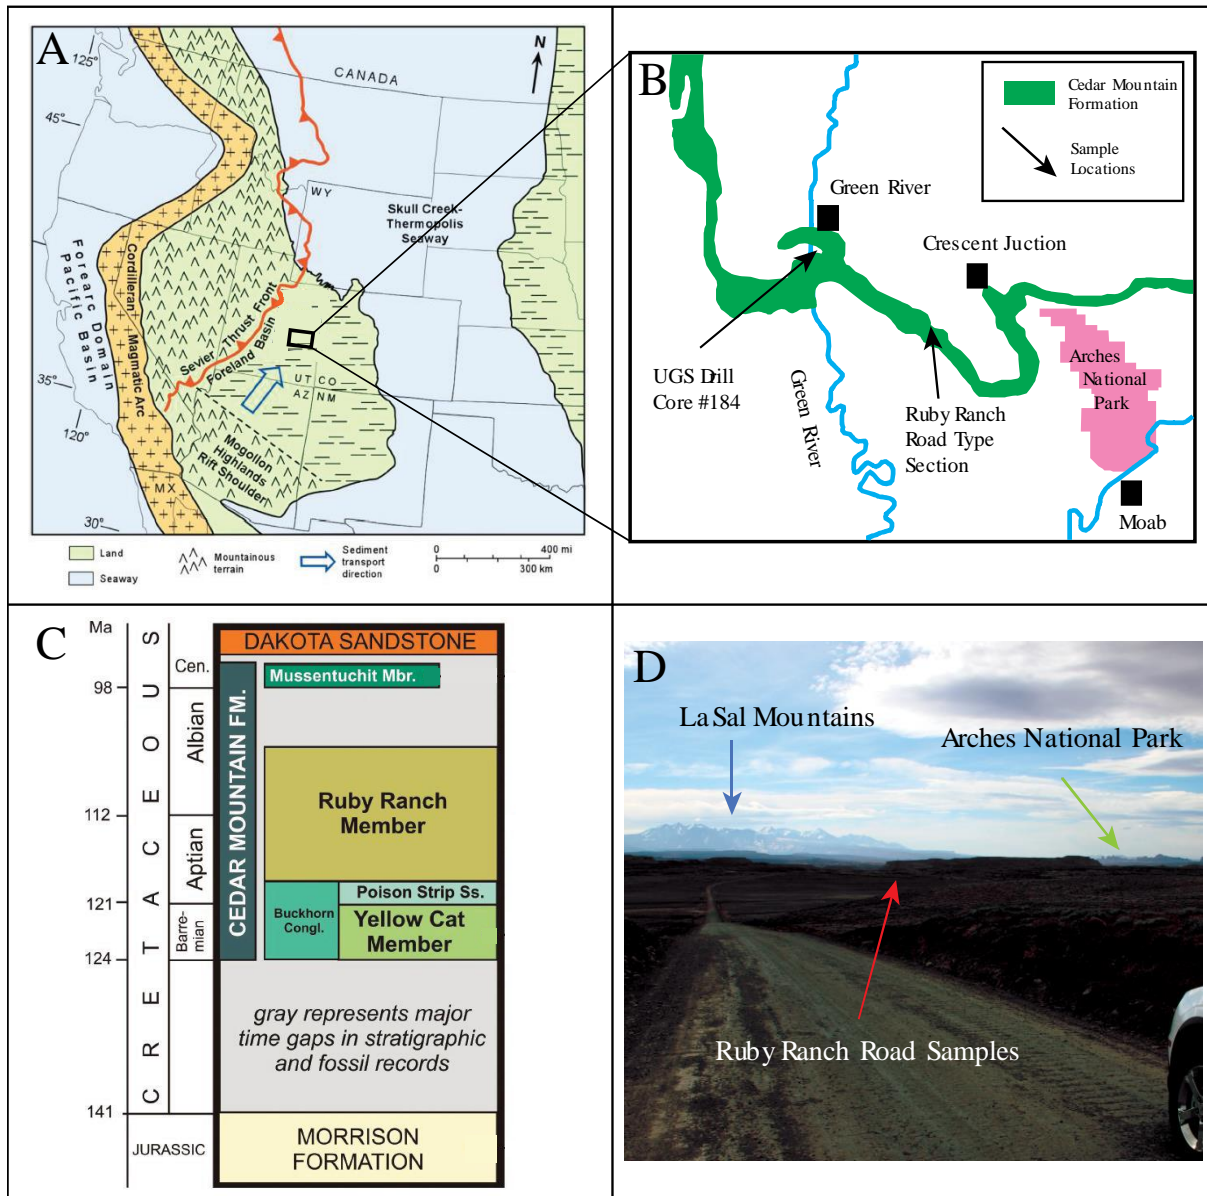 A
125°
45°
35°
120°
30°
N
CANADA
WY
Skull Creek-
Thermopolis
Seaway
Forearc Domain
Pacific Basin
Cordilleran
Magmatic Arc
Sevier Thrust Front
Foreland Basin
UT CO
AZ NM
Mogollon
Highlands
Rift Shoulder
MX
Land
Seaway
Mountainous
terrain
Sediment
transport
direction
0 400 mi
0 300 km
B
Cedar Mountain
Formation
Sample
Locations
Green River
Crescent Juction
UGS Drill
Core #184
Green River
Ruby Ranch
Road Type
Section
Arches
National
Park
Moab
C
Ma
CRETACEOUS
98
112
121
124
141
Cen.
Albian
Aptian
Barre-
mian
JURASSIC
CEDAR MOUNTAIN FM.
DAKOTA SANDSTONE
Mussentuchit Mbr.
Ruby Ranch
Member
Poison Strip Ss.
Buckhorn
Congl.
Yellow Cat
Member
gray represents major
time gaps in stratigraphic
and fossil records
MORRISON
FORMATION
D
La Sal Mountains
Arches National Park
Ruby Ranch Road Samples